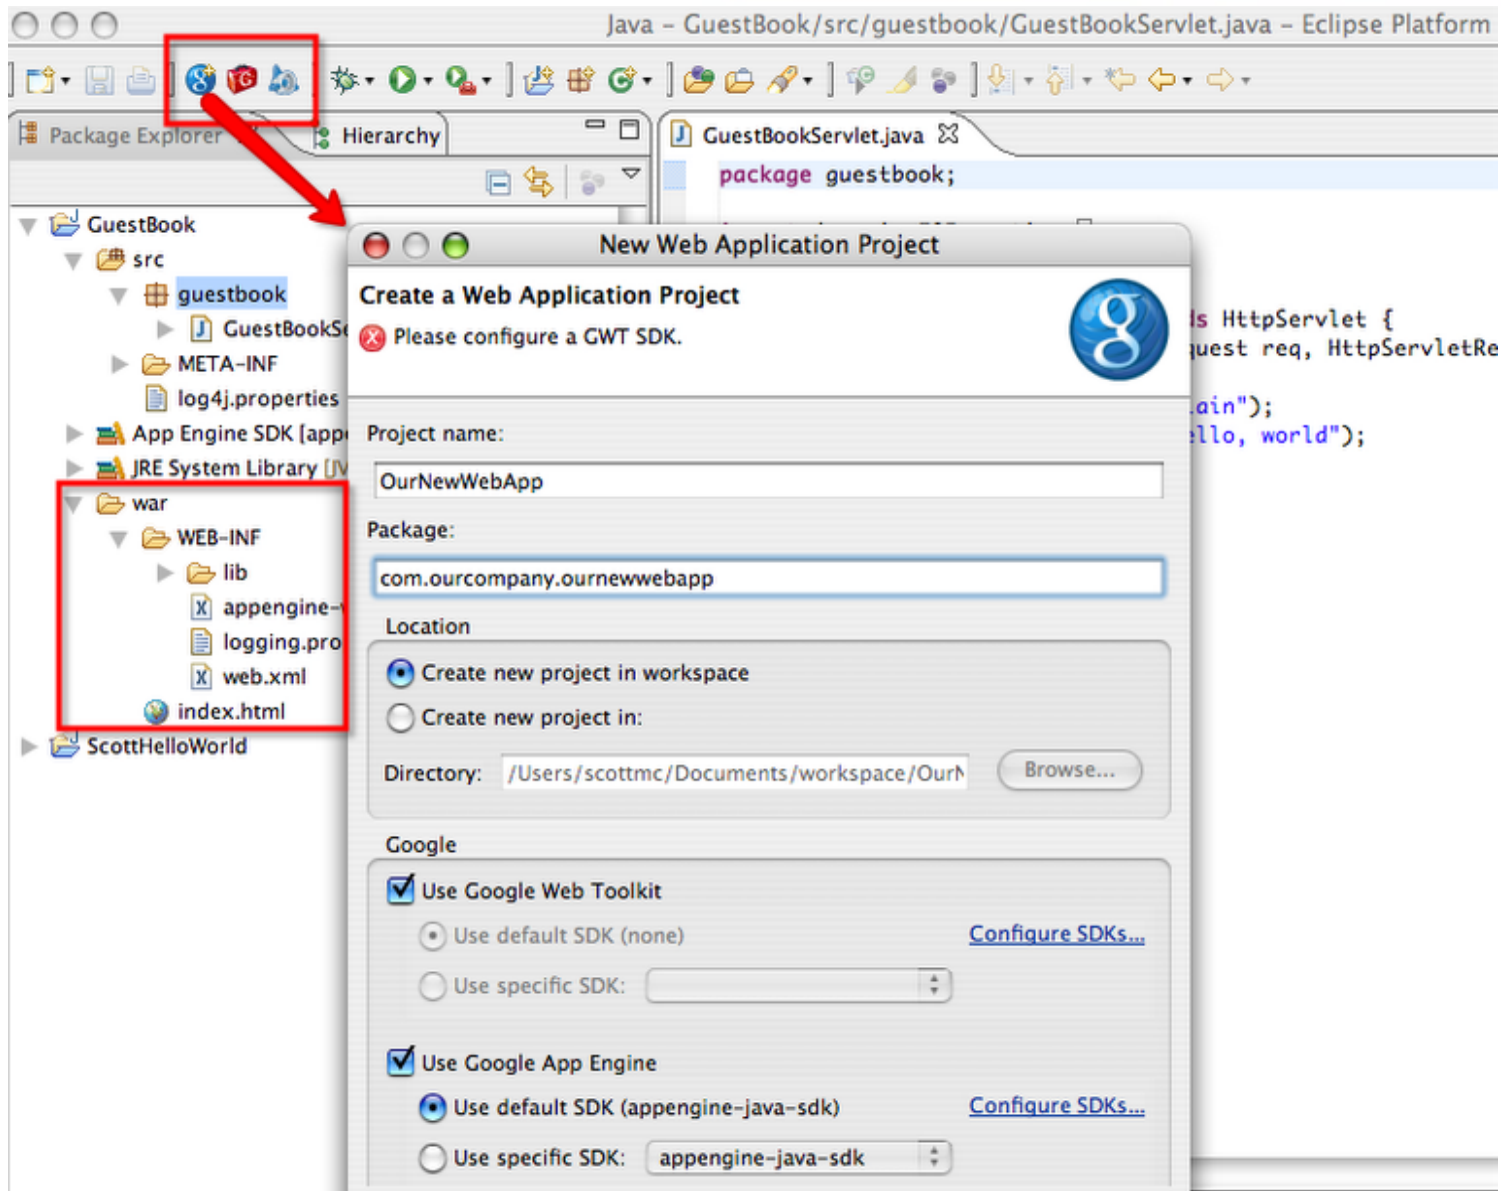 Java – GuestBook/src/guestbook/GuestBookServlet.java – Eclipse Platform
Package Explorer
Hierarchy
GuestBook
src
guestbook
GuestBookSe
META-INF
log4j.properties
App Engine SDK [app
JRE System Library [JV
war
WEB-INF
lib
appengine-
logging.pro
web.xml
index.html
ScottHelloWorld
GuestBookServlet.java
package guestbook;
ds HttpServlet {
quest req, HttpServletRe
ain");
ello, world");
New Web Application Project
Create a Web Application Project
Please configure a GWT SDK.
Project name:
OurNewWebApp
Package:
com.ourcompany.ournewwebapp
Location
Create new project in workspace
Create new project in:
Directory: /Users/scottmc/Documents/workspace/OurN Browse...
Google
Use Google Web Toolkit
Use default SDK (none) Configure SDKs...
Use specific SDK:
Use Google App Engine
Use default SDK (appengine-java-sdk) Configure SDKs...
Use specific SDK: appengine-java-sdk